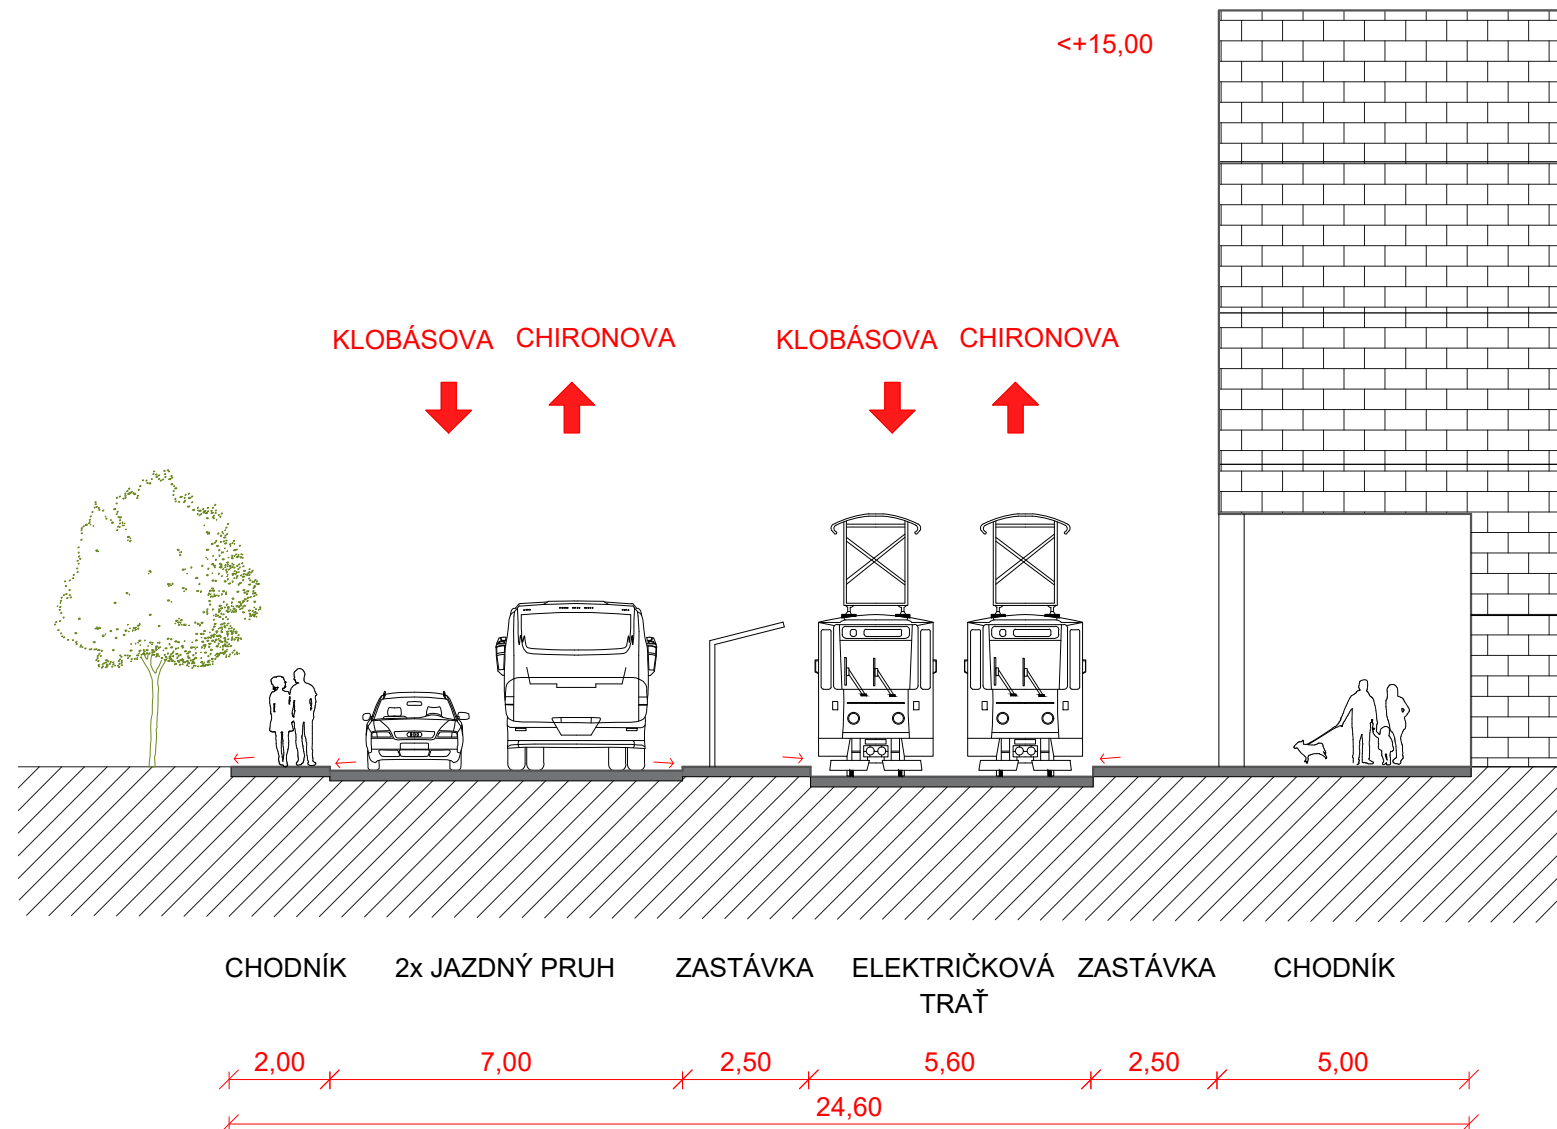 <+15,00
KLOBÁSOVA CHIRONOVA KLOBÁSOVA CHIRONOVA
CHODNÍK 2x JAZDNÝ PRUH ZASTÁVKA ELEKTRIČKOVÁ ZASTÁVKA CHODNÍK
TRAŤ
2,00 7,00 2,50 5,60 2,50 5,00
24,60